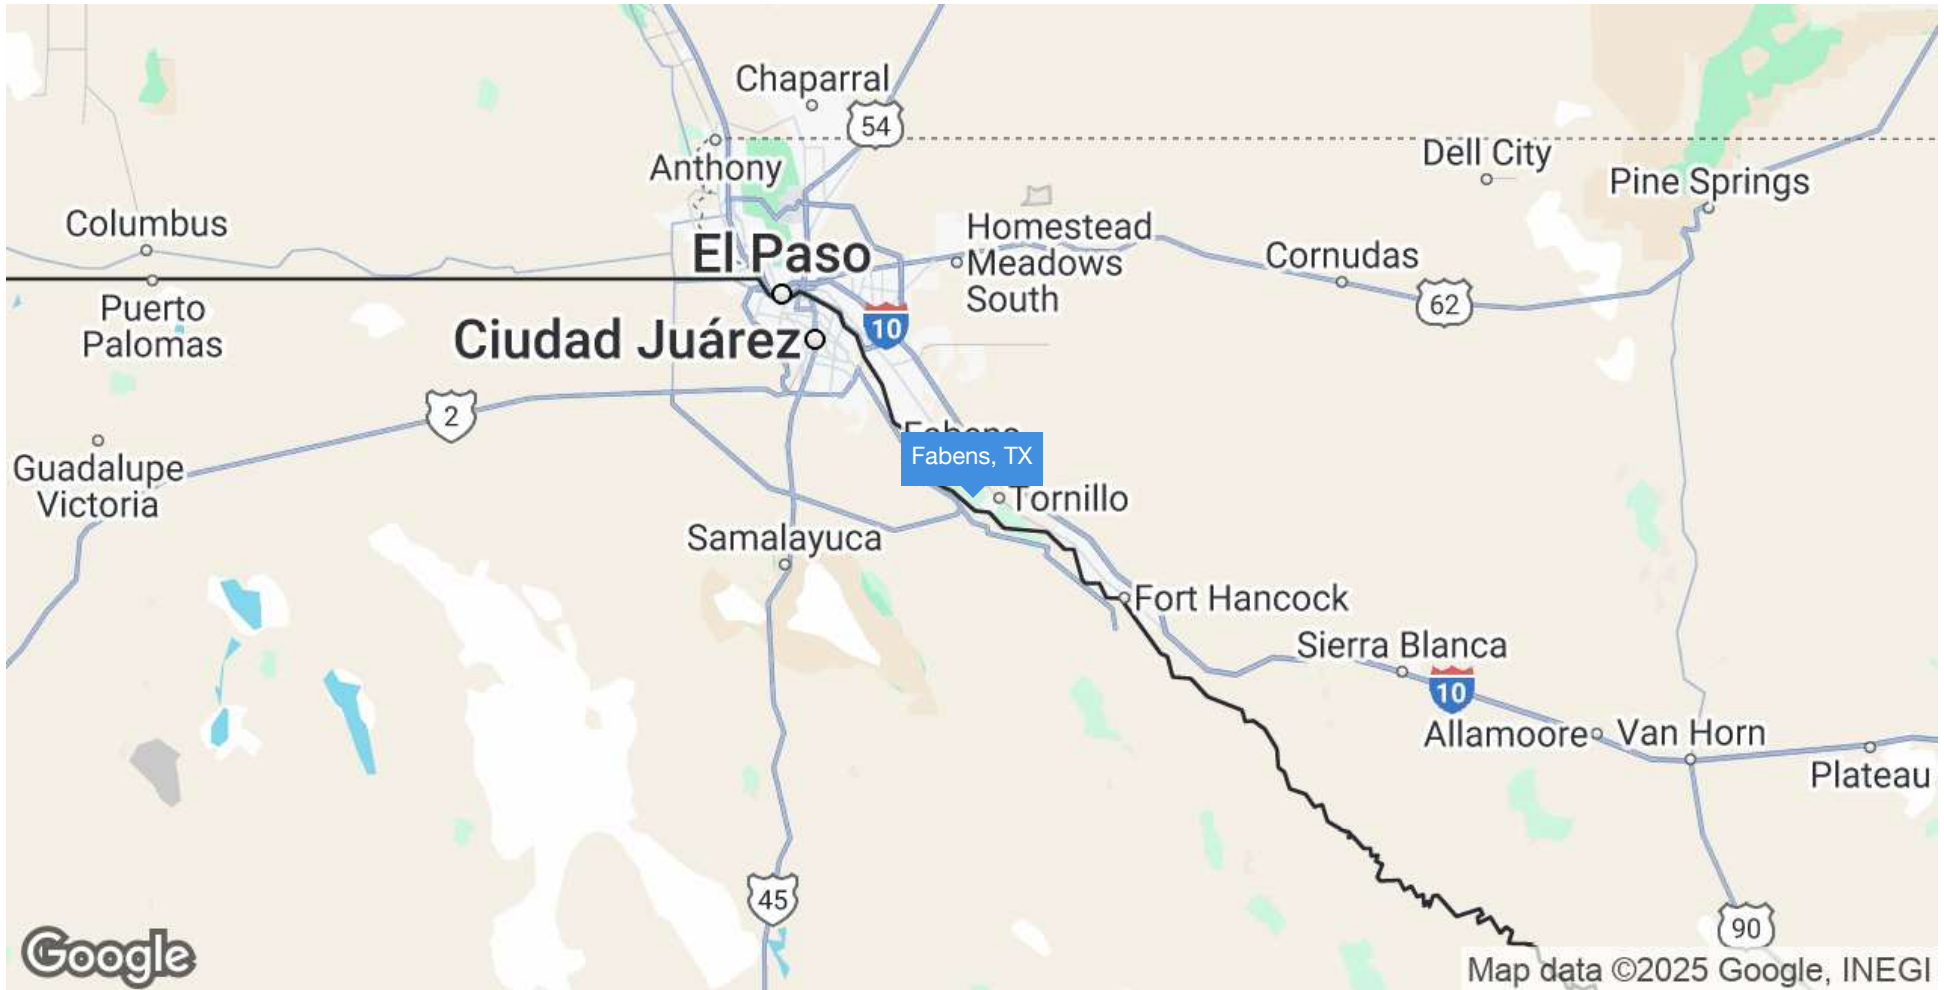 Chaparral
54
Anthony
Dell City
Pine Springs
Columbus
El Paso
Homestead
Meadows
South
Cornudas
62
Puerto
Palomas
10
Ciudad Juárez
2
Fabens
Fabens, TX
Guadalupe
Victoria
Tornillo
Samalayuca
Fort Hancock
Sierra Blanca
10
Allamoore
Van Horn
Plateau
45
90
Google
Map data ©2025 Google, INEGI